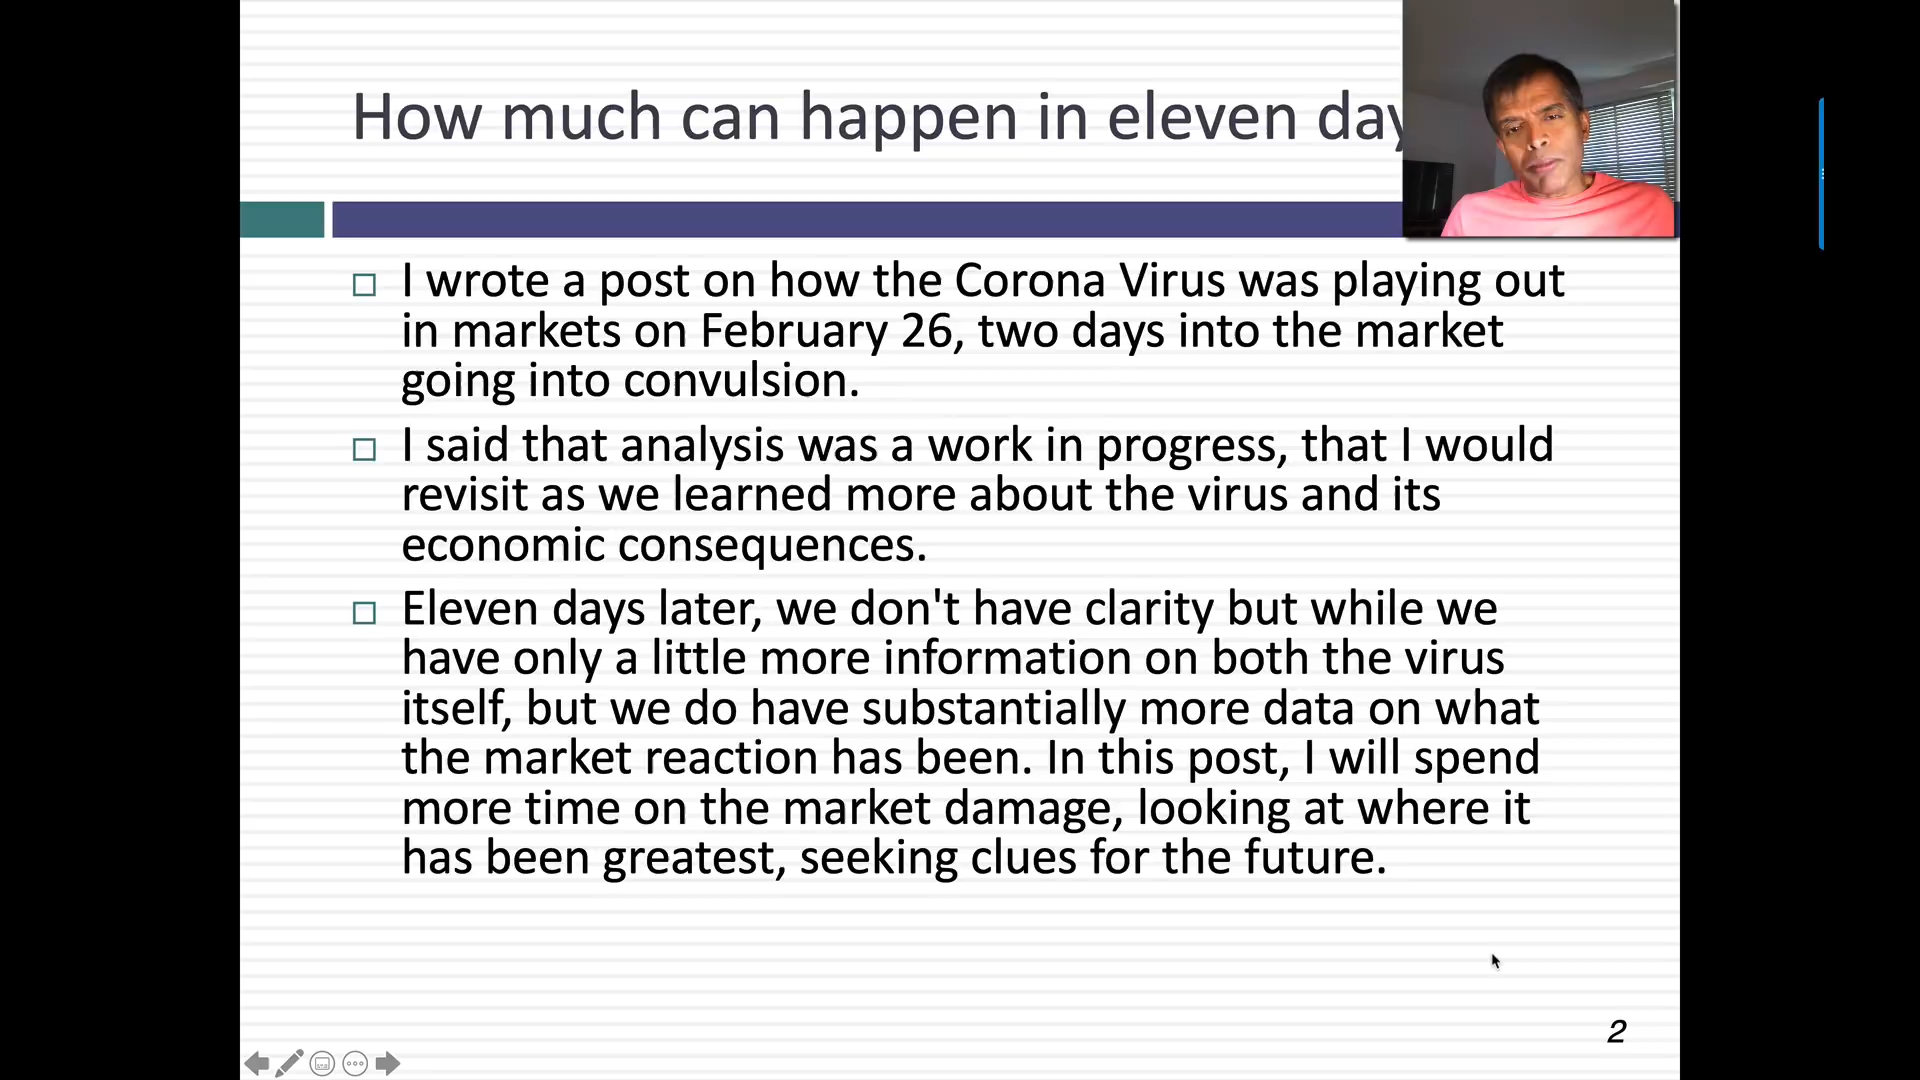 How much can happen in eleven day
I wrote a post on how the Corona Virus was playing out
in markets on February 26, two days into the market
going into convulsion.
I said that analysis was a work in progress, that I would
revisit as we learned more about the virus and its
economic consequences.
Eleven days later, we don't have clarity but while we
have only a little more information on both the virus
itself, but we do have substantially more data on what
the market reaction has been. In this post, I will spend
more time on the market damage, looking at where it
has been greatest, seeking clues for the future.
2